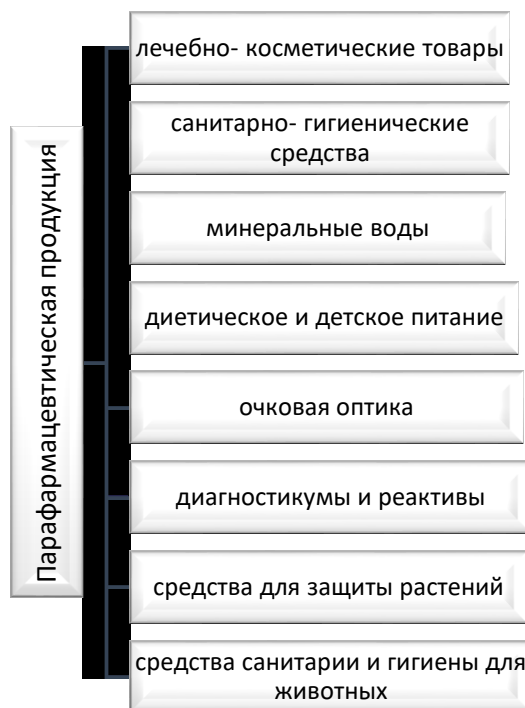 Парафармацевтическая продукция
лечебно- косметические товары
санитарно- гигиенические
средства
минеральные воды
диетическое и детское питание
очковая оптика
диагностикумы и реактивы
средства для защиты растений
средства санитарии и гигиены для
животных